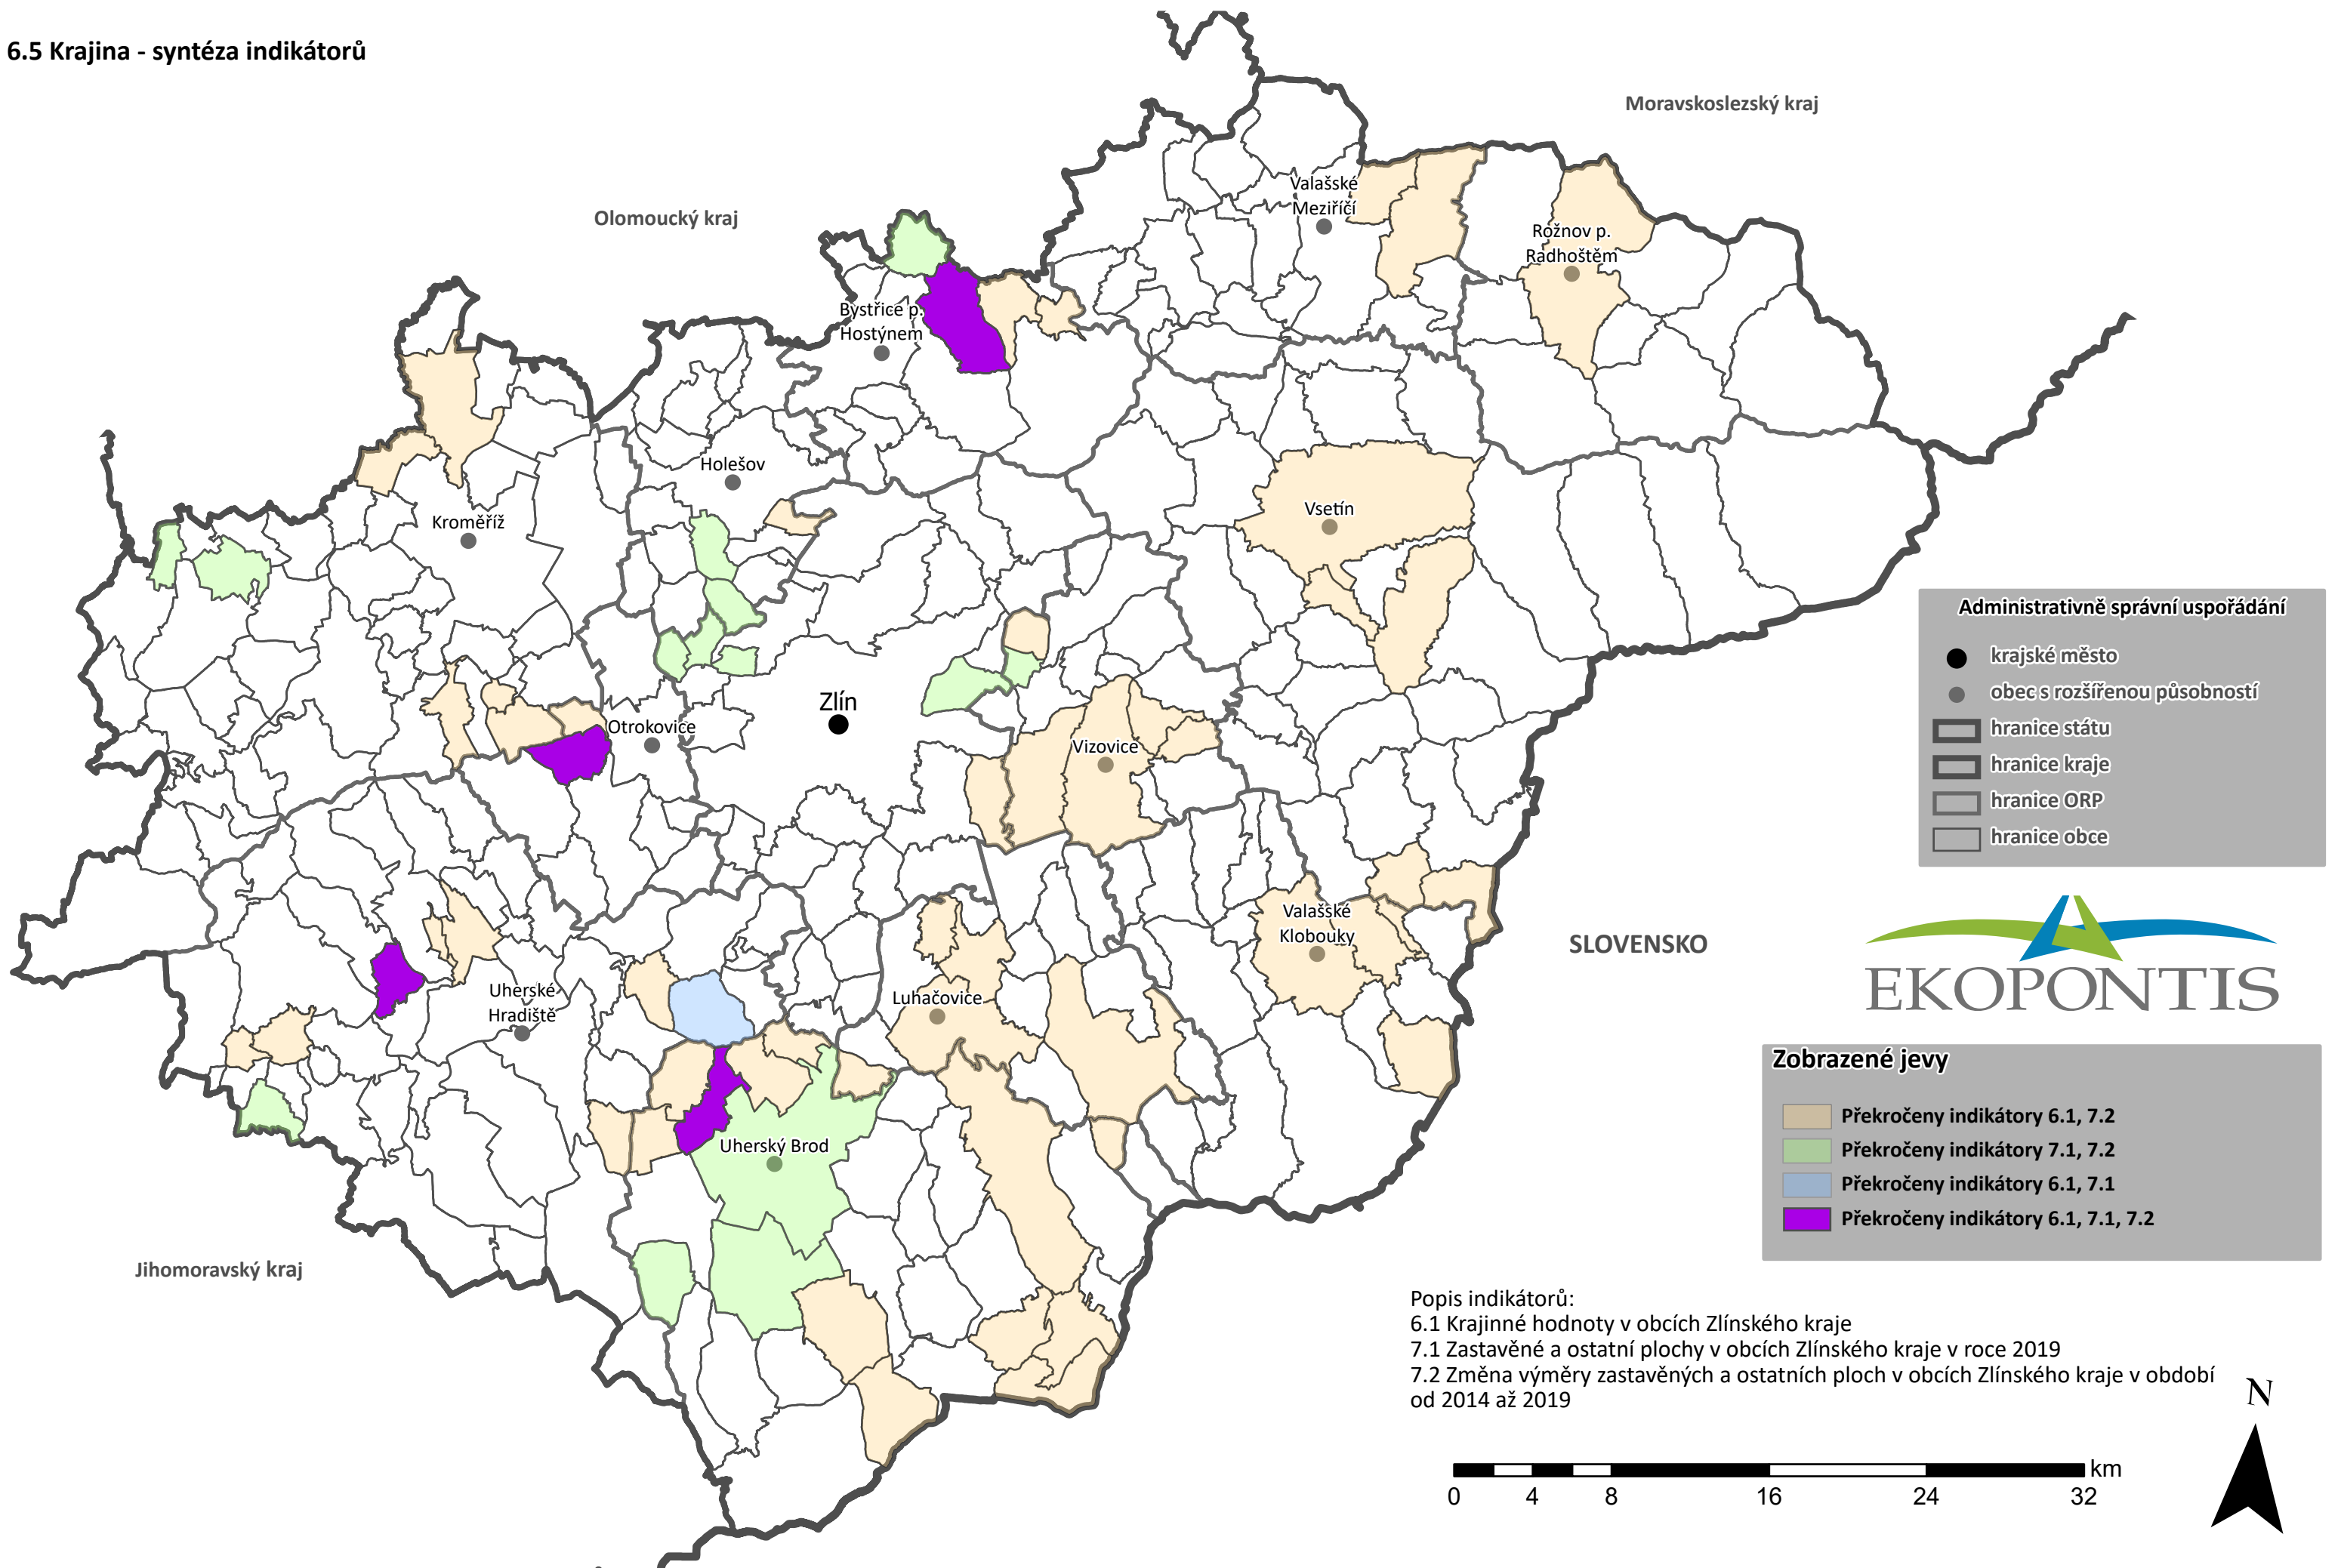 6.5 Krajina - syntéza indikátorů
Moravskoslezský kraj
Olomoucký kraj
Valašské
Meziříčí
Rožnov p.
Radhoštěm
Bystřice p.
Hostýnem
Holešov
Kroměříž
Vsetín
Zlín
Otrokovice
Vizovice
Valašské
Klobouky
SLOVENSKO
Uherské
Hradiště
Luhačovice
Uherský Brod
Jihomoravský kraj
Administrativně správní uspořádání
krajské město
obec s rozšířenou působností
hranice státu
hranice kraje
hranice ORP
hranice obce
EKOPONTIS
Zobrazené jevy
Překročeny indikátory 6.1, 7.2
Překročeny indikátory 7.1, 7.2
Překročeny indikátory 6.1, 7.1
Překročeny indikátory 6.1, 7.1, 7.2
Popis indikátorů:
6.1 Krajinné hodnoty v obcích Zlínského kraje
7.1 Zastavěné a ostatní plochy v obcích Zlínského kraje v roce 2019
7.2 Změna výměry zastavěných a ostatních ploch v obcích Zlínského kraje v období
od 2014 až 2019
N
km
0 4 8 16 24 32